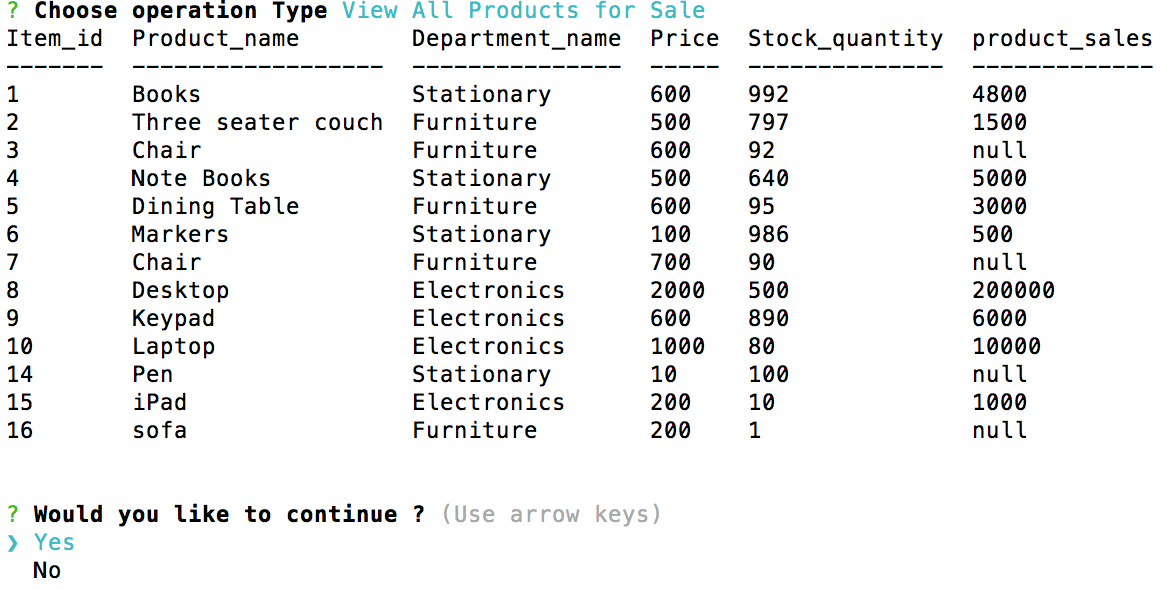 ? Choose operation Type View All Products for Sale
Item_id  Product_name        Department_name  Price  Stock_quantity  product_sales
-------  ------------------  ---------------  -----  --------------  -------------
1        Books               Stationary       600    992             4800
2        Three seater couch  Furniture        500    797             1500
3        Chair               Furniture        600    92              null
4        Note Books          Stationary       500    640             5000
5        Dining Table        Furniture        600    95              3000
6        Markers             Stationary       100    986             500
7        Chair               Furniture        700    90              null
8        Desktop             Electronics      2000   500             200000
9        Keypad              Electronics      600    890             6000
10       Laptop              Electronics      1000   80              10000
14       Pen                 Stationary       10     100             null
15       iPad                Electronics      200    10              1000
16       sofa                Furniture        200    1               null
? Would you like to continue ? (Use arrow keys)
❯ Yes
  No